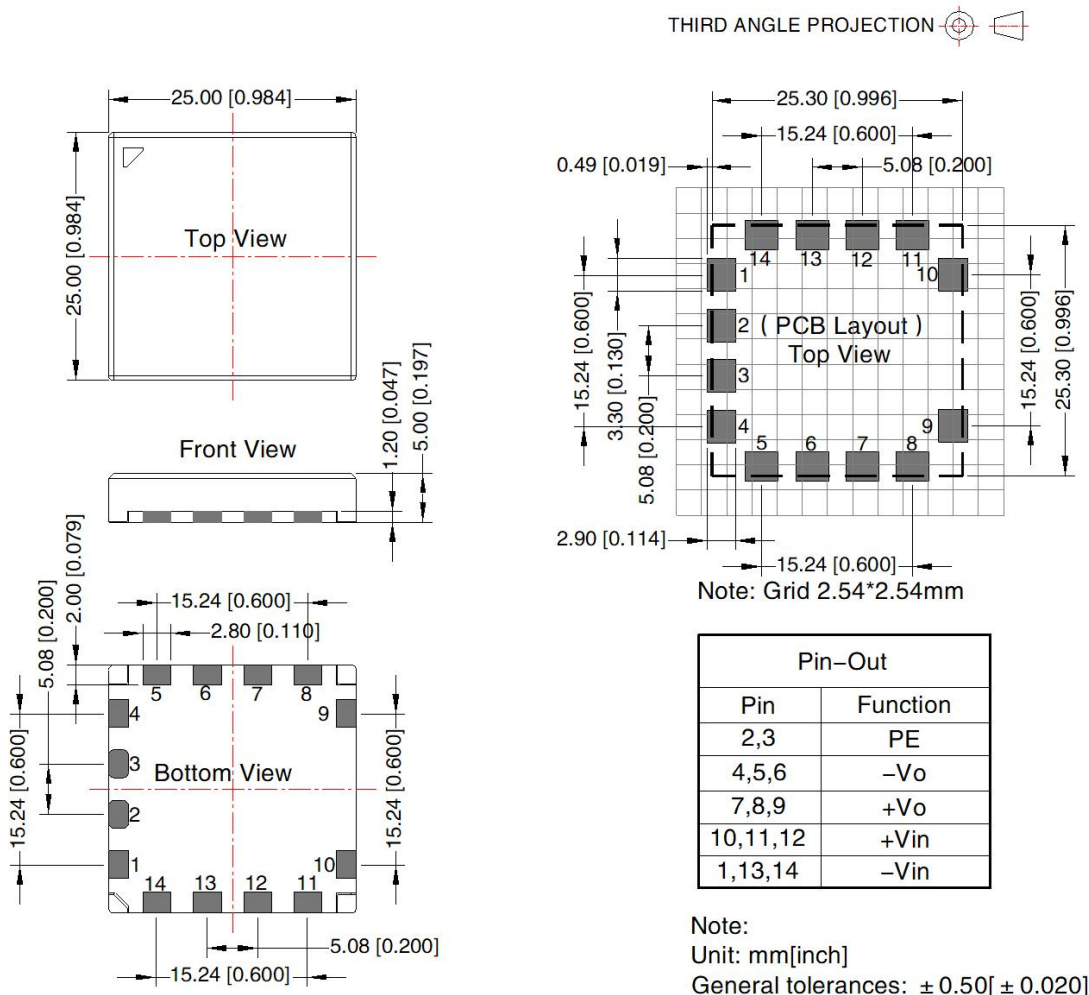 THIRD ANGLE PROJECTION
25.00 [0.984]
25.00 [0.984]
Top View
Front View
1.20 [0.047]
5.00 [0.197]
2.00 [0.079]
5.08 [0.200]
15.24 [0.600]
2.80 [0.110]
5 6 7 8
4 9
3
Bottom View
2
1 10
14 13 12 11
15.24 [0.600]
15.24 [0.600]
5.08 [0.200]
15.24 [0.600]
25.30 [0.996]
15.24 [0.600]
0.49 [0.019]
5.08 [0.200]
14 13 12 11
1 10
2 ( PCB Layout )
Top View
3
4 9
5 6 7 8
15.24 [0.600]
3.30 [0.130]
5.08 [0.200]
15.24 [0.600]
25.30 [0.996]
2.90 [0.114]
15.24 [0.600]
Note: Grid 2.54*2.54mm
Pin–Out
Pin Function
2,3 PE
4,5,6 –Vo
7,8,9 +Vo
10,11,12 +Vin
1,13,14 –Vin
Note:
Unit: mm[inch]
General tolerances: ±0.50[±0.020]